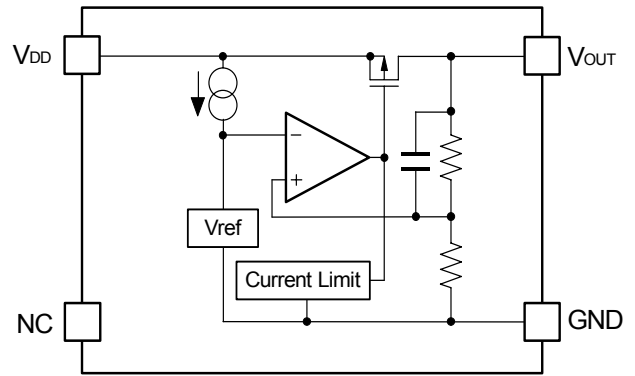 VDD
VOUT
−
+
Vref
Current Limit
NC
GND